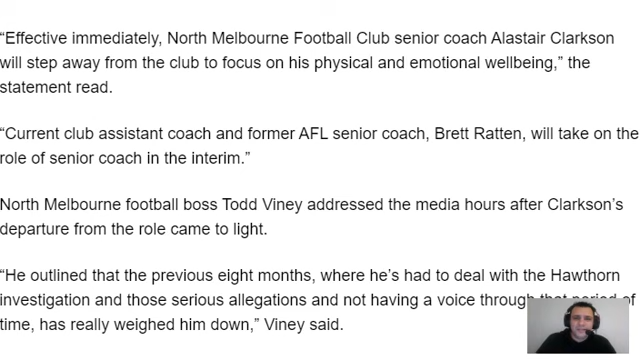 “Effective immediately, North Melbourne Football Club senior coach Alastair Clarkson
will step away from the club to focus on his physical and emotional wellbeing,” the
statement read.
“Current club assistant coach and former AFL senior coach, Brett Ratten, will take on the
role of senior coach in the interim.”
North Melbourne football boss Todd Viney addressed the media hours after Clarkson’s
departure from the role came to light.
“He outlined that the previous eight months, where he’s had to deal with the Hawthorn
investigation and those serious allegations and not having a voice through that period of
time, has really weighed him down,” Viney said.